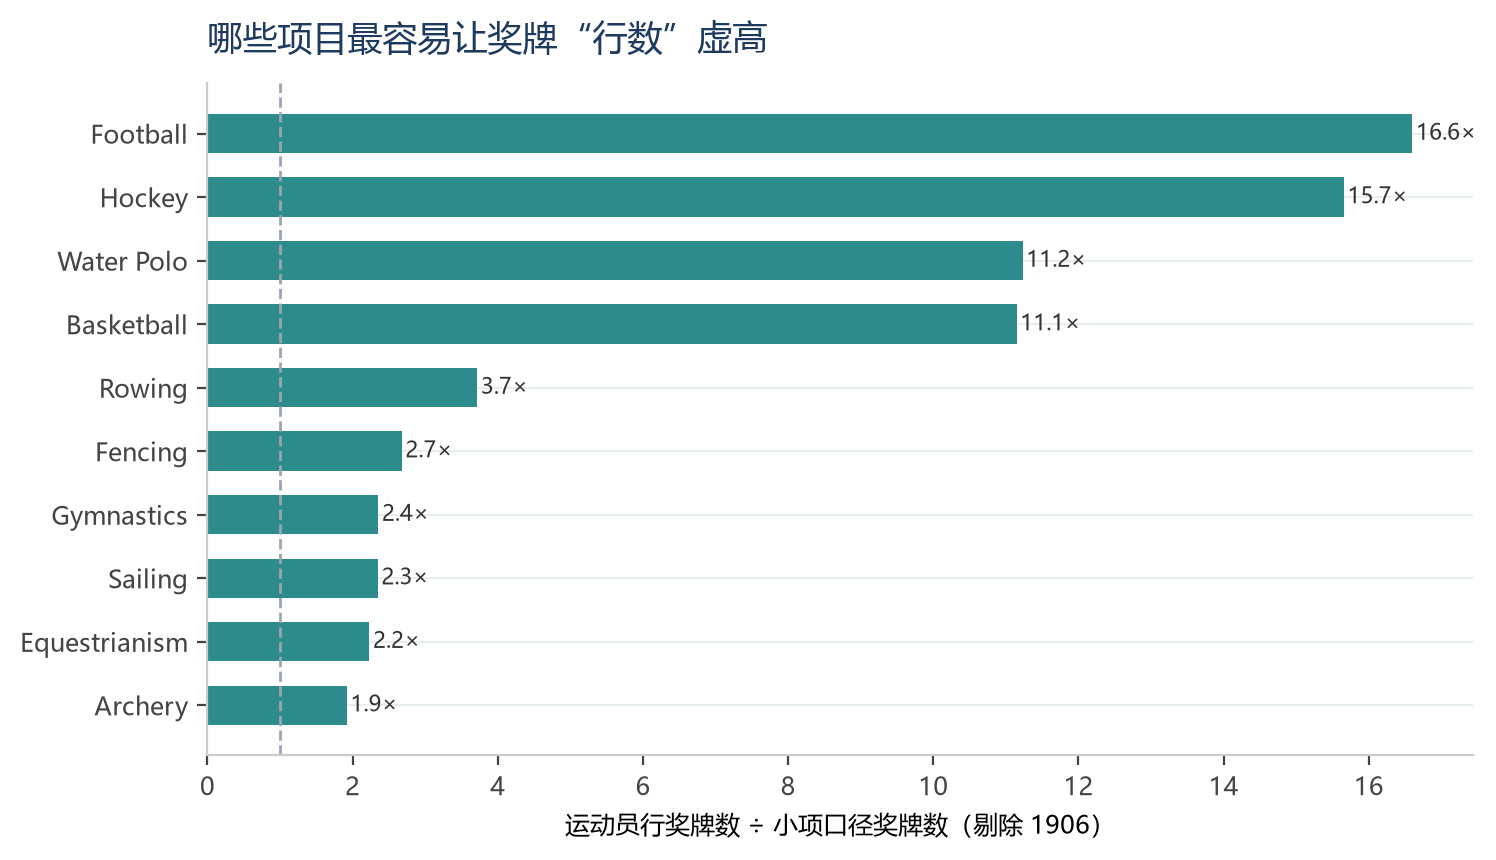 哪些项目最容易让奖牌“行数”虚高
Football 16.6×
Hockey 15.7×
Water Polo 11.2×
Basketball 11.1×
Rowing 3.7×
Fencing 2.7×
Gymnastics 2.4×
Sailing 2.3×
Equestrianism 2.2×
Archery 1.9×
0 2 4 6 8 10 12 14 16
运动员行奖牌数 ÷ 小项口径奖牌数（剔除 1906）